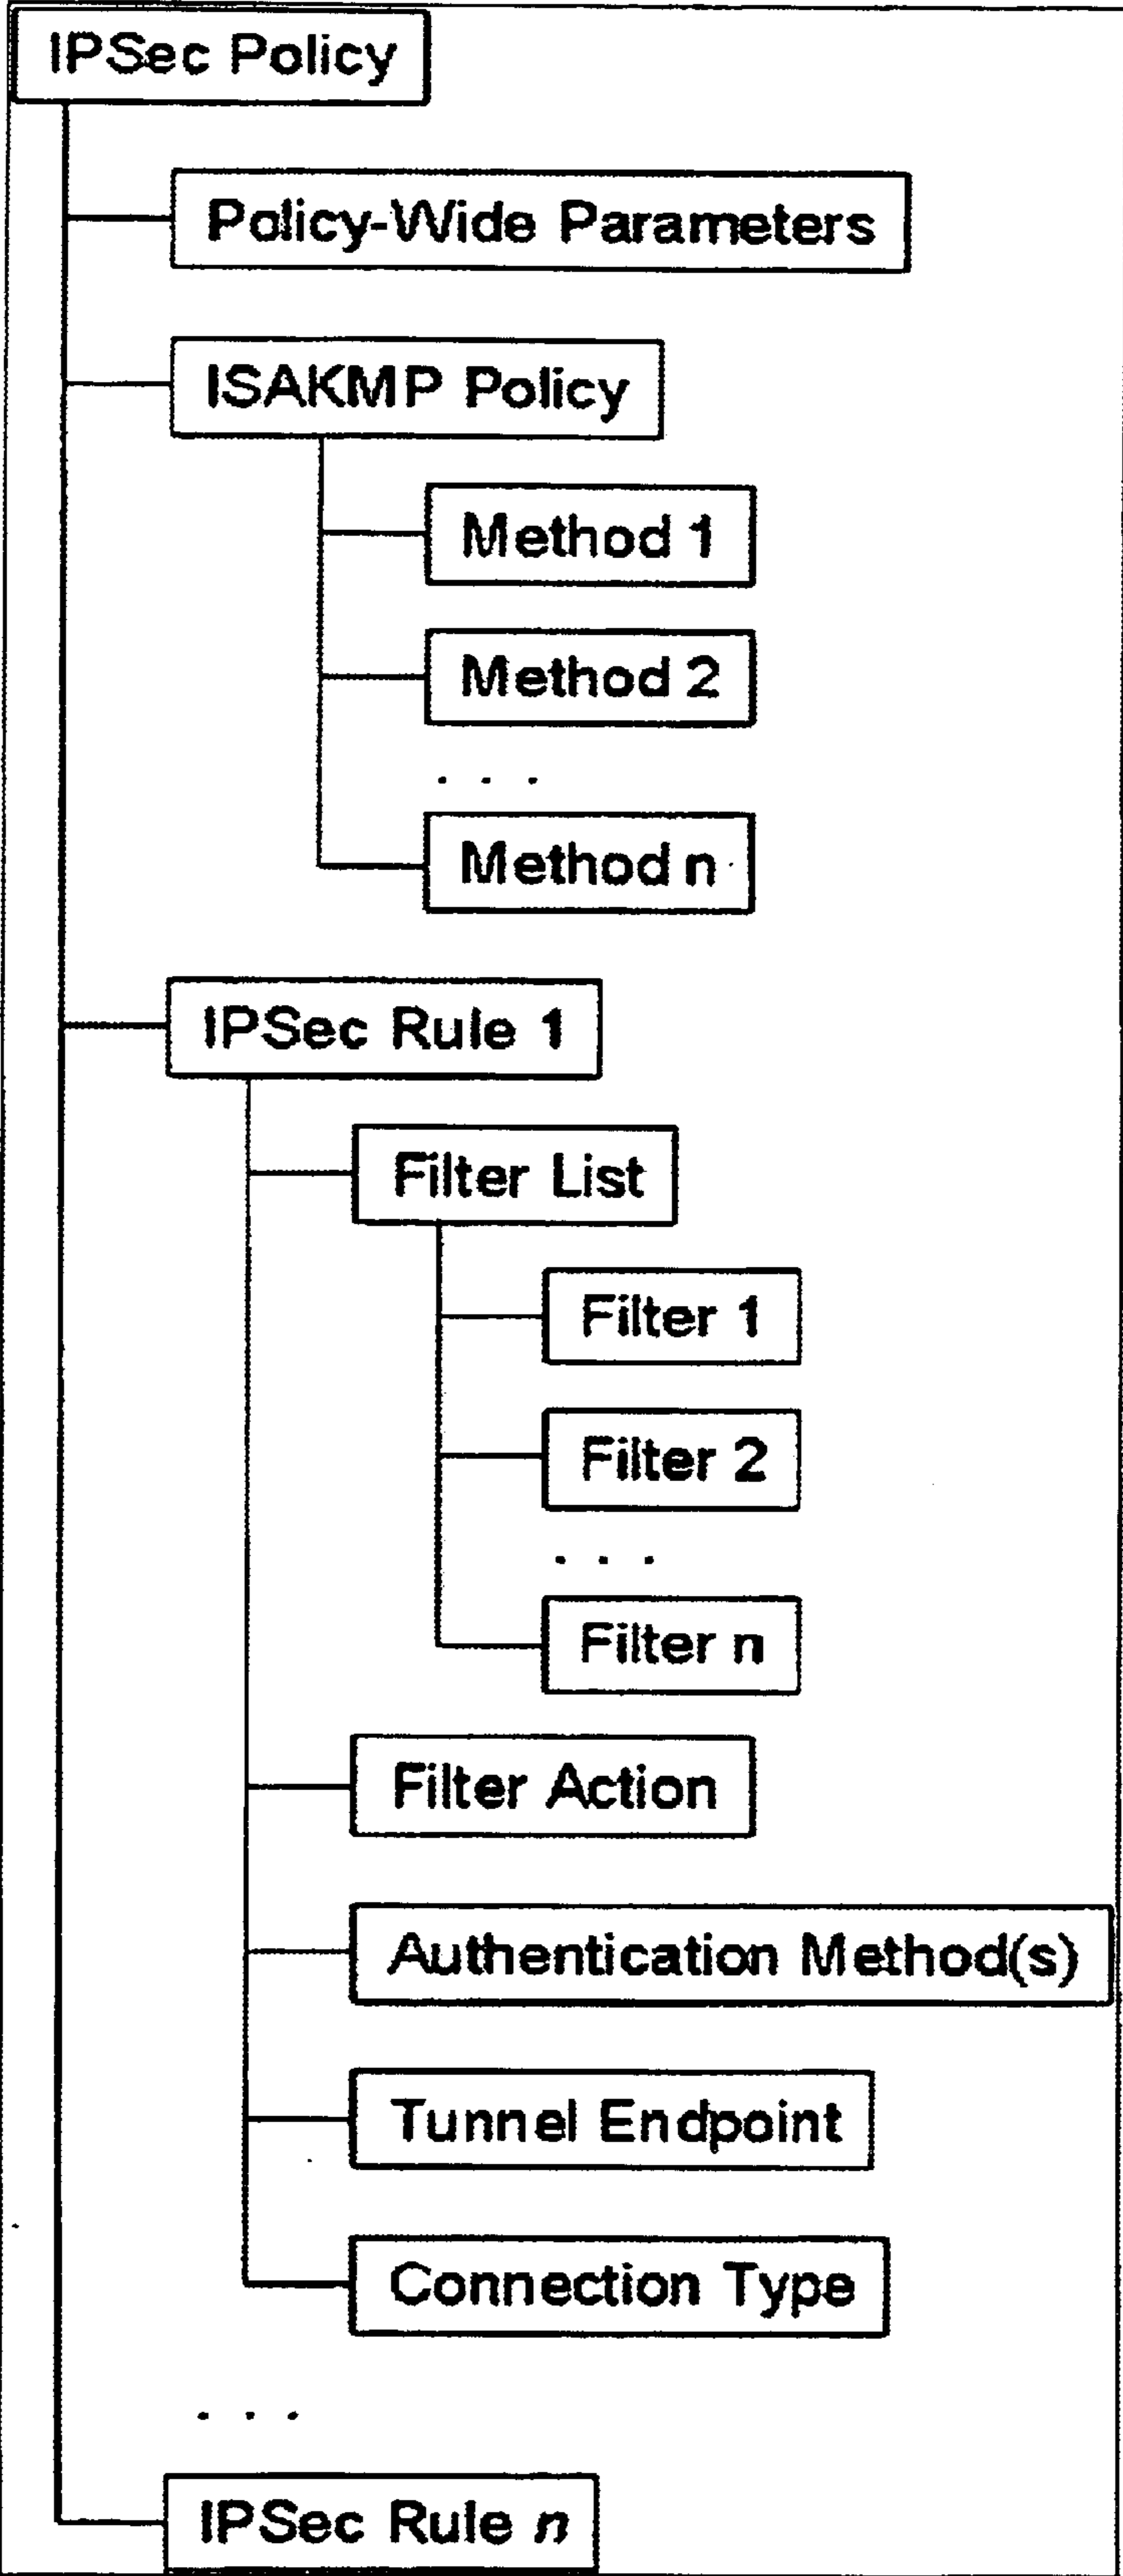 IPSec Policy
Policy-Wide Parameters
ISAKMP Policy
Method 1
Method 2
. . .
Method n
IPSec Rule 1
Filter List
Filter 1
Filter 2
. . .
Filter n
Filter Action
Authentication Method(s)
Tunnel Endpoint
Connection Type
. . .
IPSec Rule n